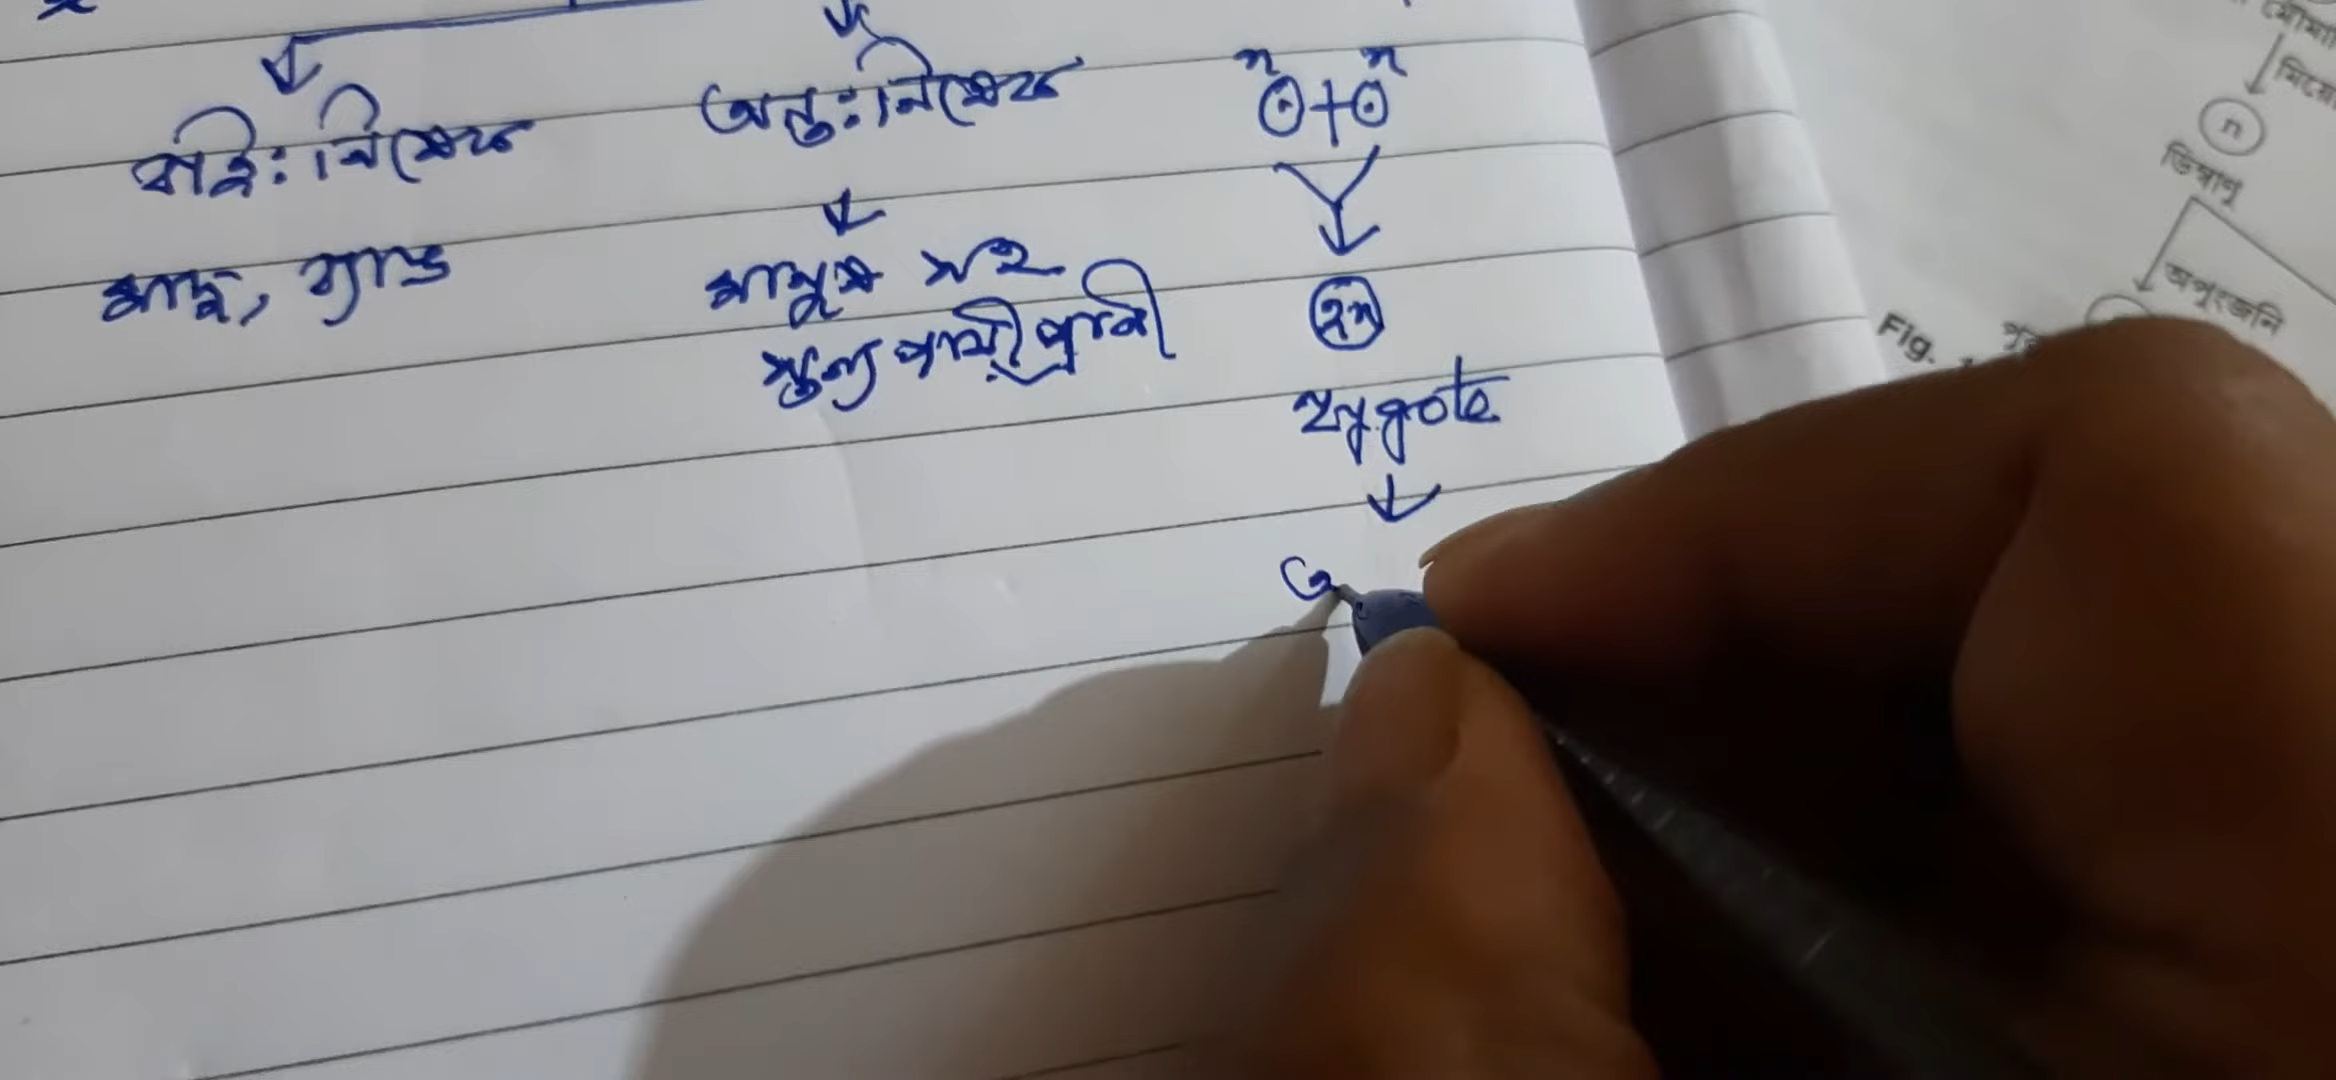 বহিঃনিষেক
মাছ, ব্যাঙ
অন্তঃনিষেক
মানুষ সহ
স্তন্যপায়ী প্রাণী
n n
+
2n
zygote
n
ডিম্বাণু
অপুংজনি
Fig.